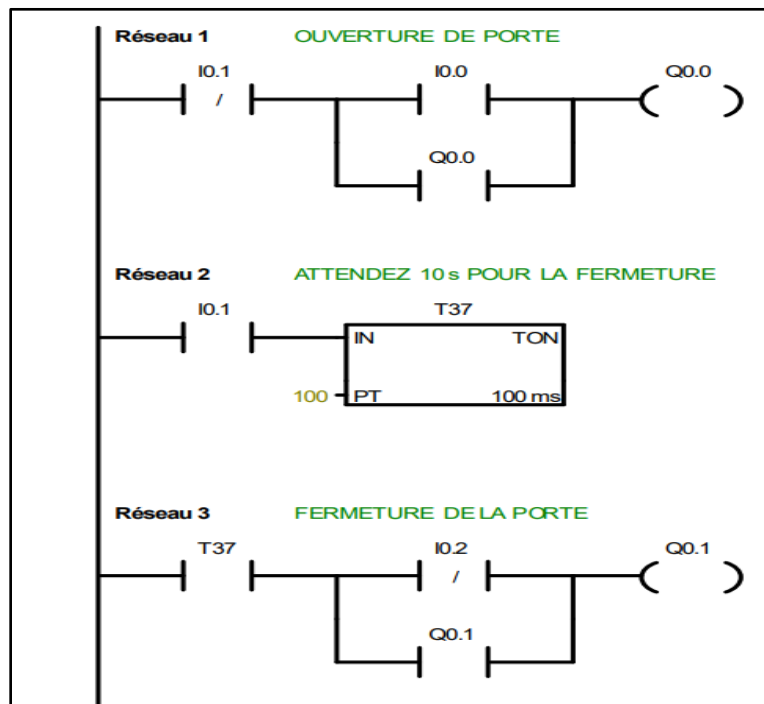 Réseau 1 OUVERTURE DE PORTE
I0.1 I0.0 Q0.0
/
Q0.0
Réseau 2 ATTENDEZ 10 s POUR LA FERMETURE
I0.1 T37
IN TON
100 PT 100 ms
Réseau 3 FERMETURE DE LA PORTE
T37 I0.2 Q0.1
/
Q0.1